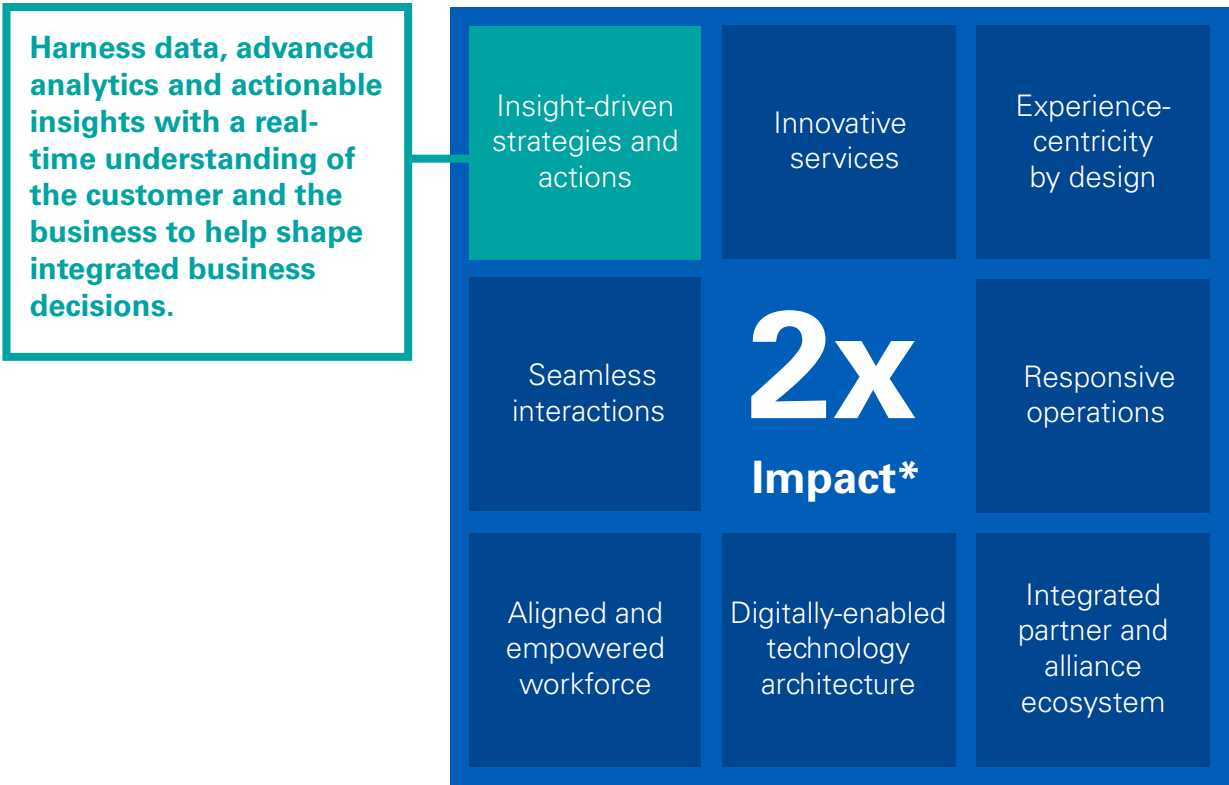 Harness data, advanced
analytics and actionable
insights with a real-
time understanding of
the customer and the
business to help shape
integrated business
decisions.
Insight-driven
strategies and
actions
Innovative
services
Experience-
centricity
by design
Seamless
interactions
2x
Impact*
Responsive
operations
Aligned and
empowered
workforce
Digitally-enabled
technology
architecture
Integrated
partner and
alliance
ecosystem